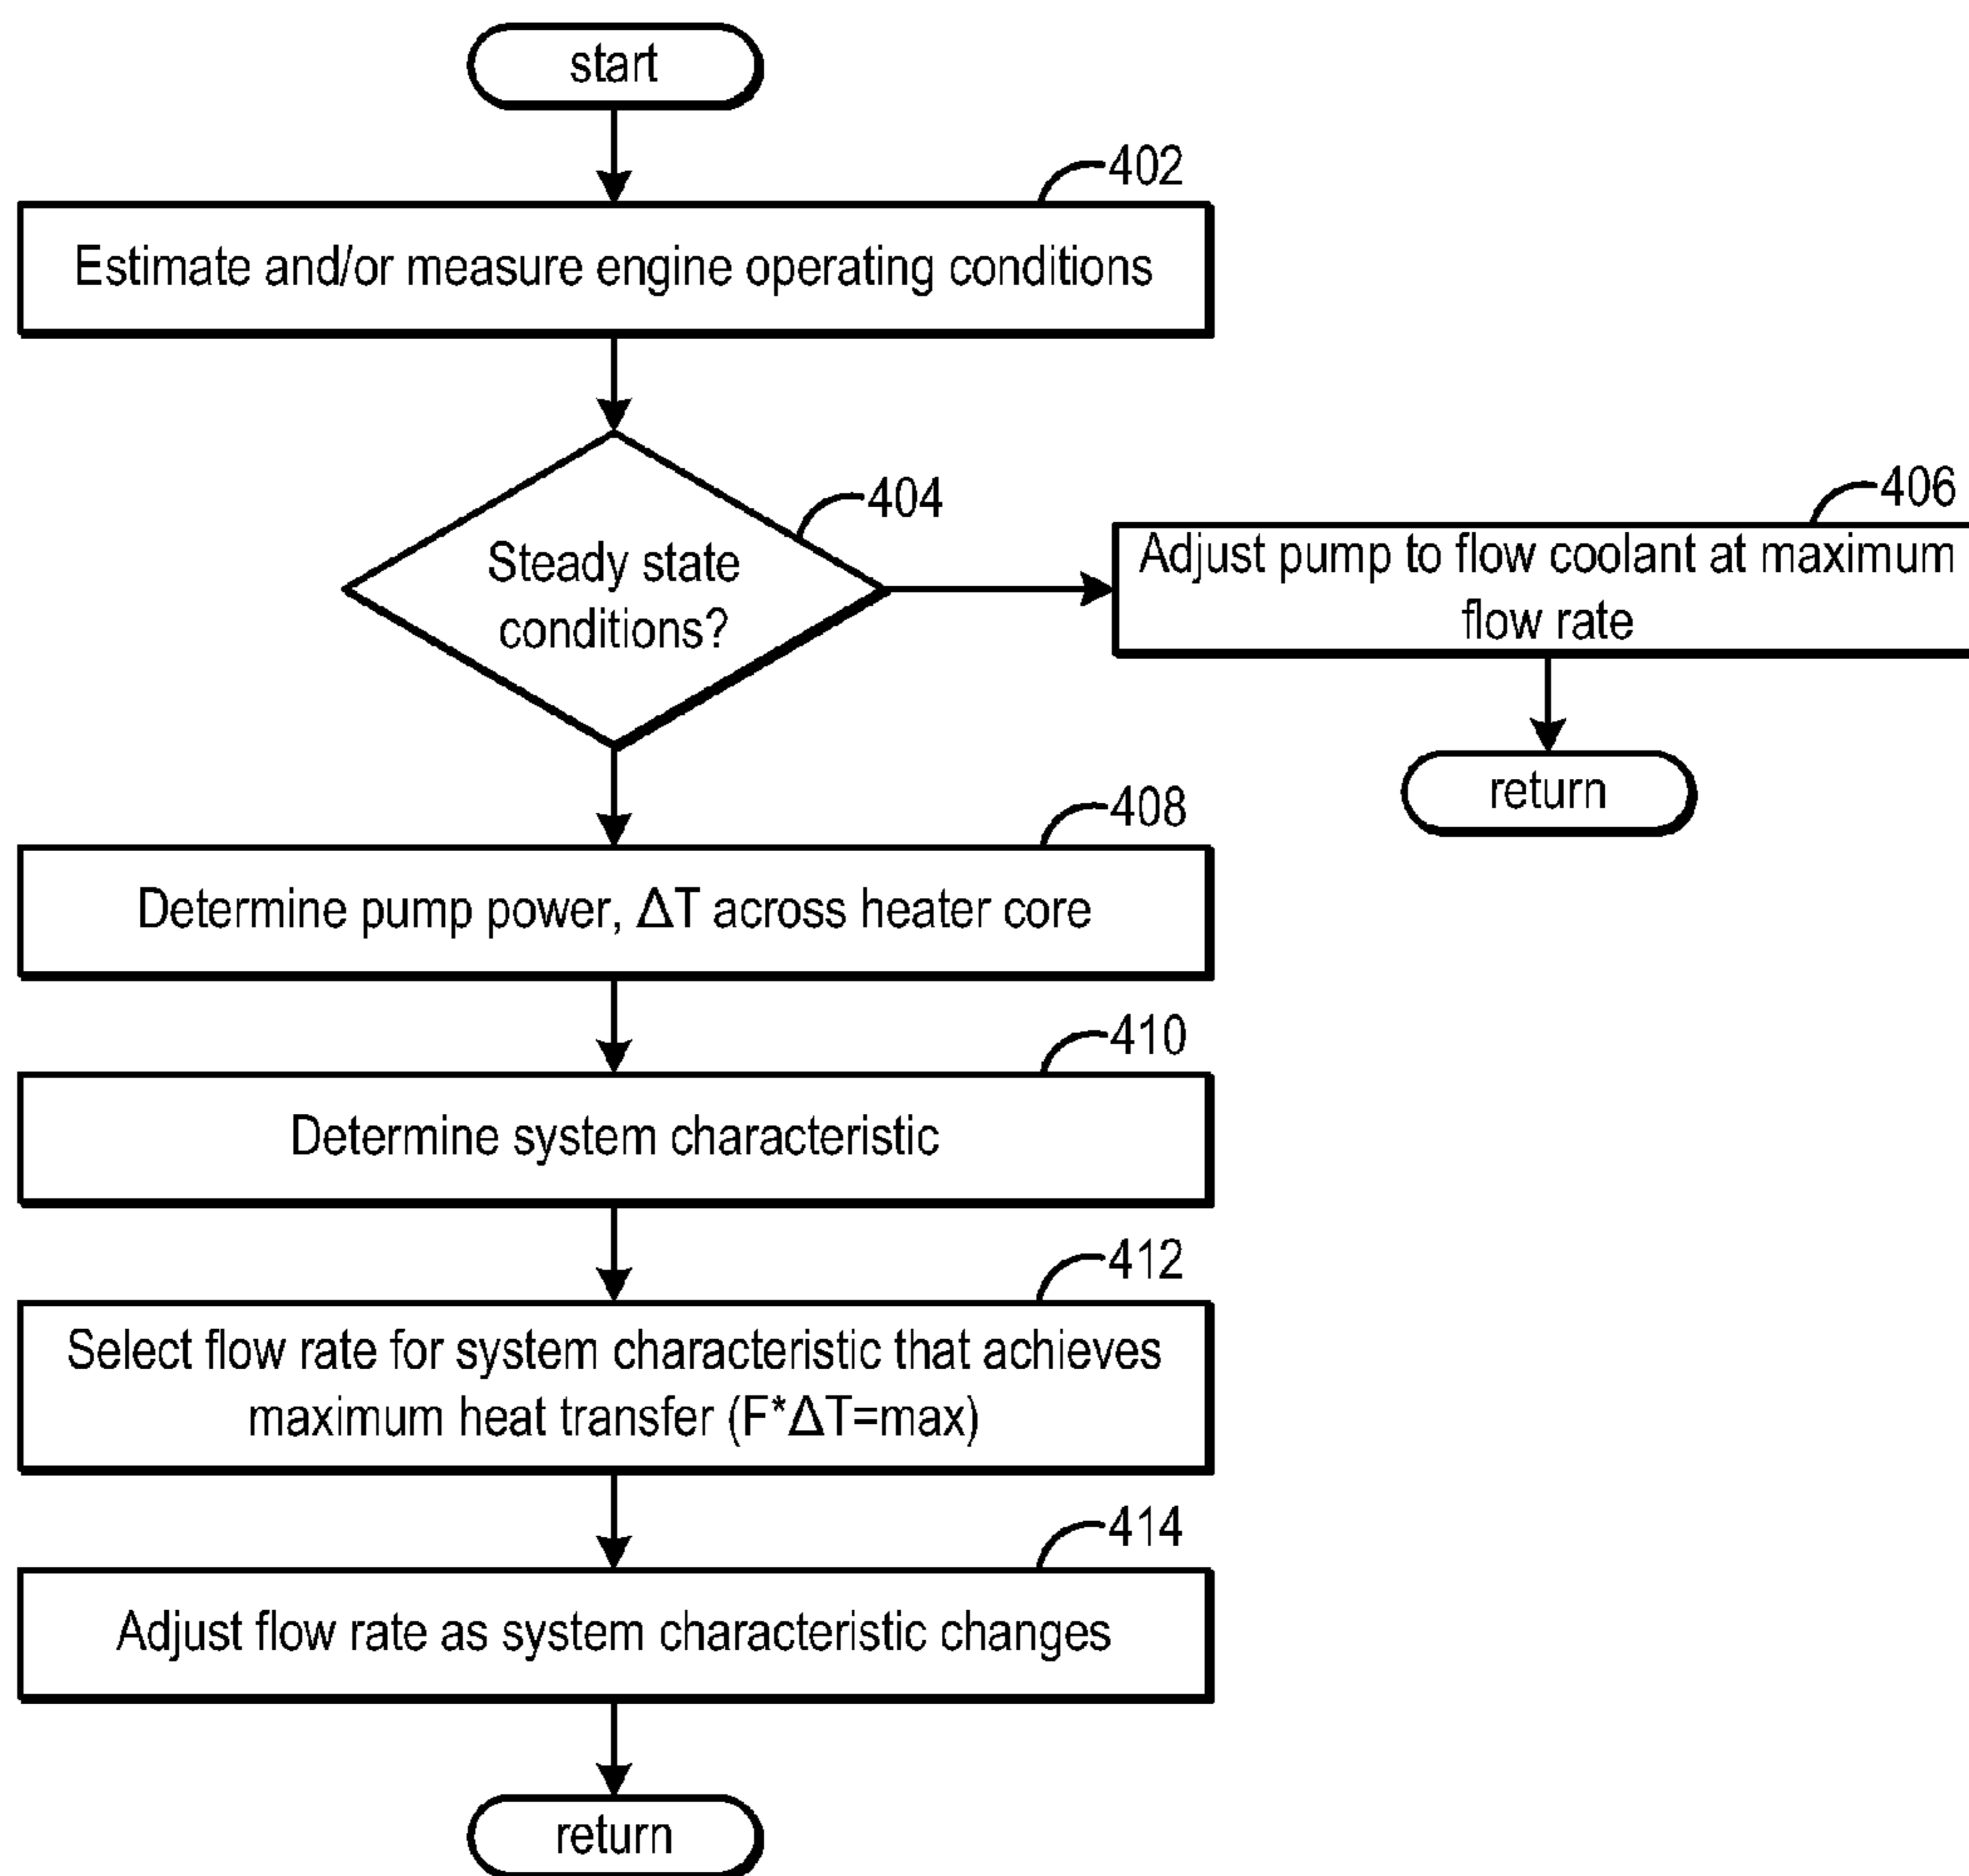 start
402
Estimate and/or measure engine operating conditions
404
Steady state
conditions?
406
Adjust pump to flow coolant at maximum
flow rate
return
408
Determine pump power, ΔT across heater core
410
Determine system characteristic
412
Select flow rate for system characteristic that achieves
maximum heat transfer (F*ΔT=max)
414
Adjust flow rate as system characteristic changes
return